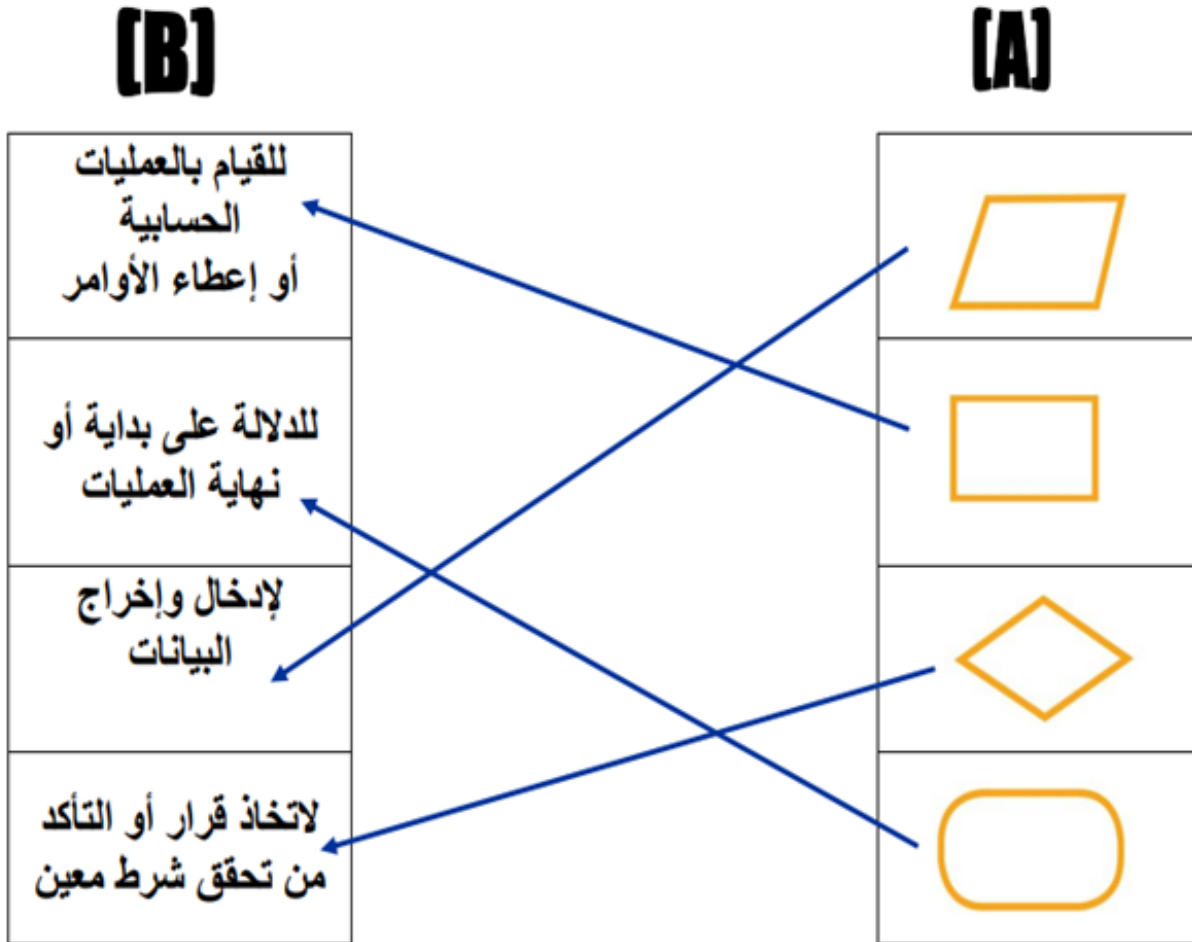 [A]
[B]
للقيام بالعمليات
الحسابية
أو إعطاء الأوامر
للدلالة على بداية أو
نهاية العمليات
لإدخال وإخراج
البيانات
لاتخاذ قرار أو التأكد
من تحقق شرط معين